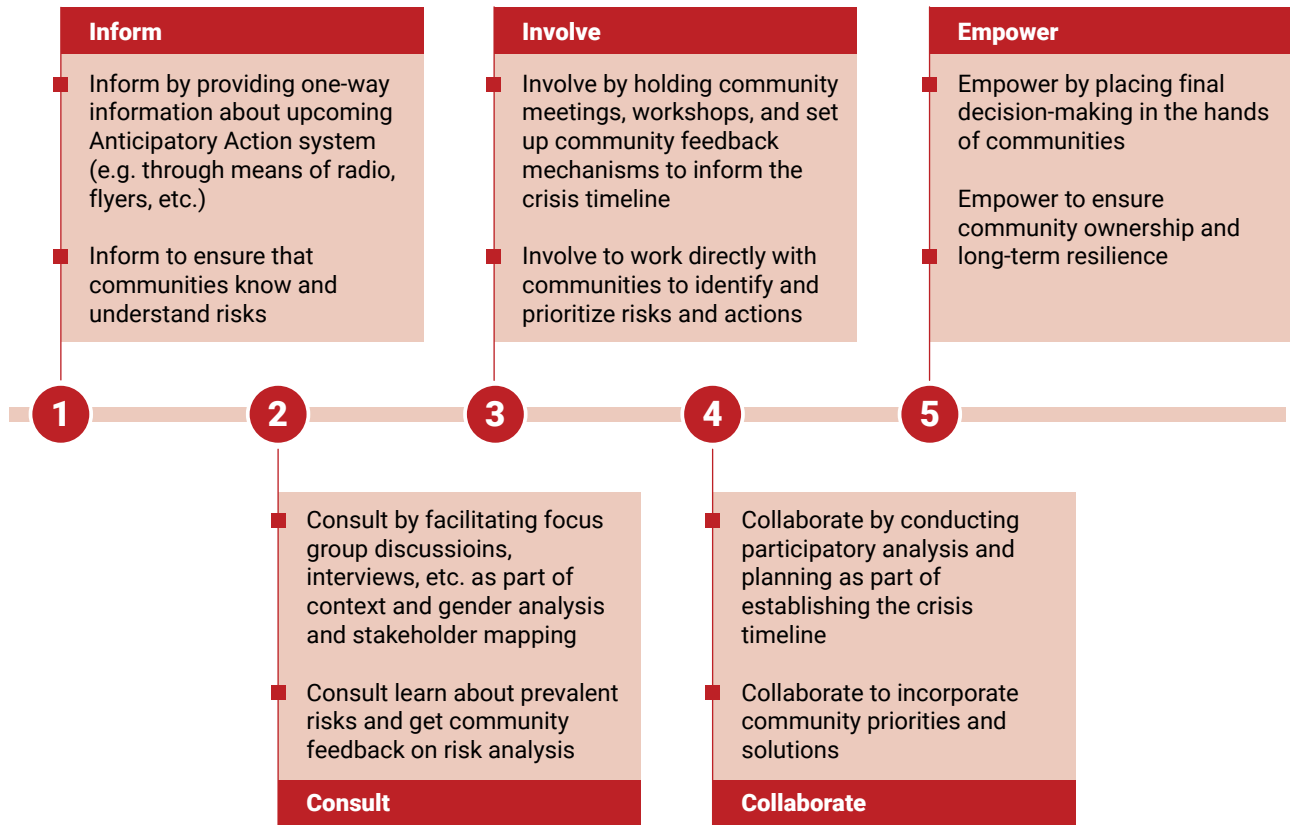 Inform
Inform by providing one-way
information about upcoming
Anticipatory Action system
(e.g. through means of radio,
flyers, etc.)
Inform to ensure that
communities know and
understand risks
Involve
Involve by holding community
meetings, workshops, and set
up community feedback
mechanisms to inform the
crisis timeline
Involve to work directly with
communities to identify and
prioritize risks and actions
Empower
Empower by placing final
decision-making in the hands
of communities
Empower to ensure
community ownership and
long-term resilience
1
2
3
4
5
Consult by facilitating focus
group discussioins,
interviews, etc. as part of
context and gender analysis
and stakeholder mapping
Consult learn about prevalent
risks and get community
feedback on risk analysis
Consult
Collaborate by conducting
participatory analysis and
planning as part of
establishing the crisis
timeline
Collaborate to incorporate
community priorities and
solutions
Collaborate